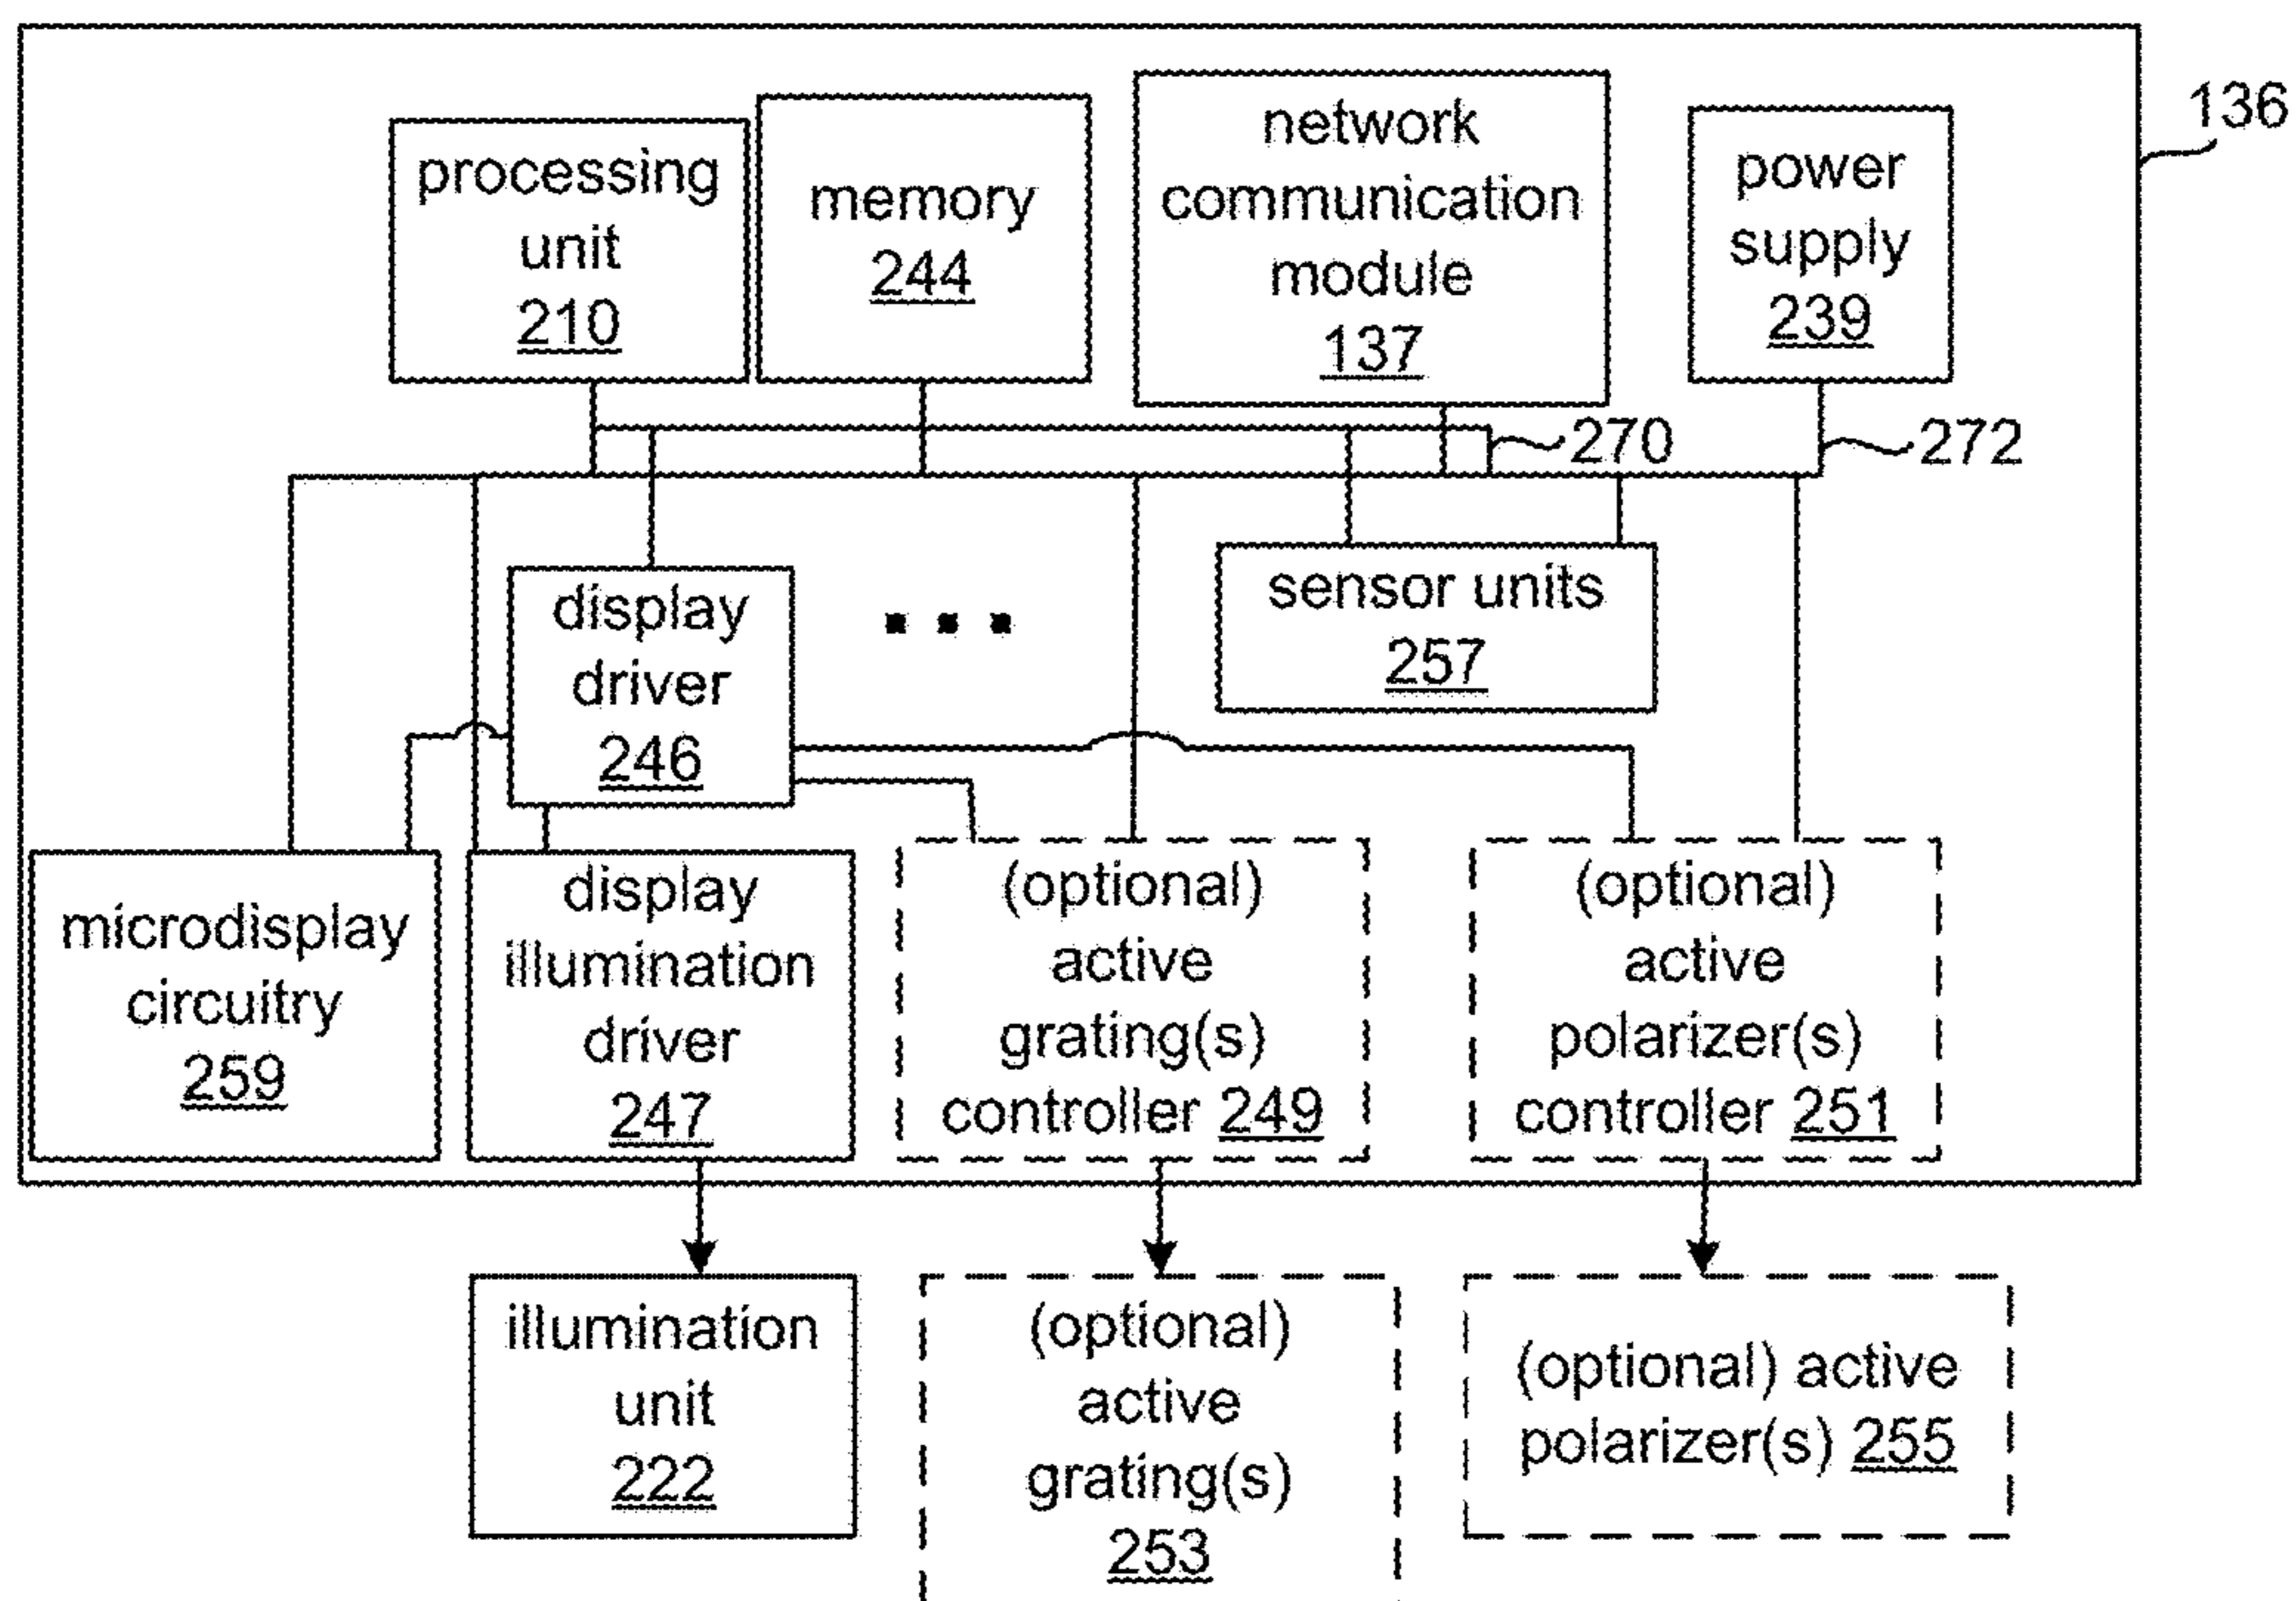 136
processing
unit
210
memory
244
network
communication
module
137
power
supply
239
270
272
display
driver
246
sensor units
257
microdisplay
circuitry
259
display
illumination
driver
247
(optional)
active
grating(s)
controller 249
(optional)
active
polarizer(s)
controller 251
illumination
unit
222
(optional)
active
grating(s)
253
(optional) active
polarizer(s) 255